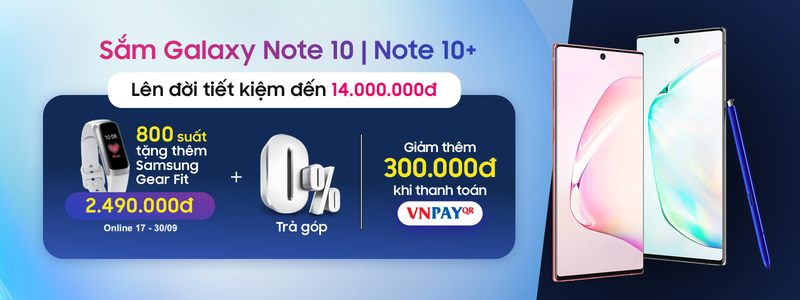 Sắm Galaxy Note 10 | Note 10+
Lên đời tiết kiệm đến 14.000.000đ
800 suất
tặng thêm
Samsung
Gear Fit
2.490.000đ
Online 17 - 30/09
+
0%
Trả góp
Giảm thêm
300.000đ
khi thanh toán
VNPAYQR